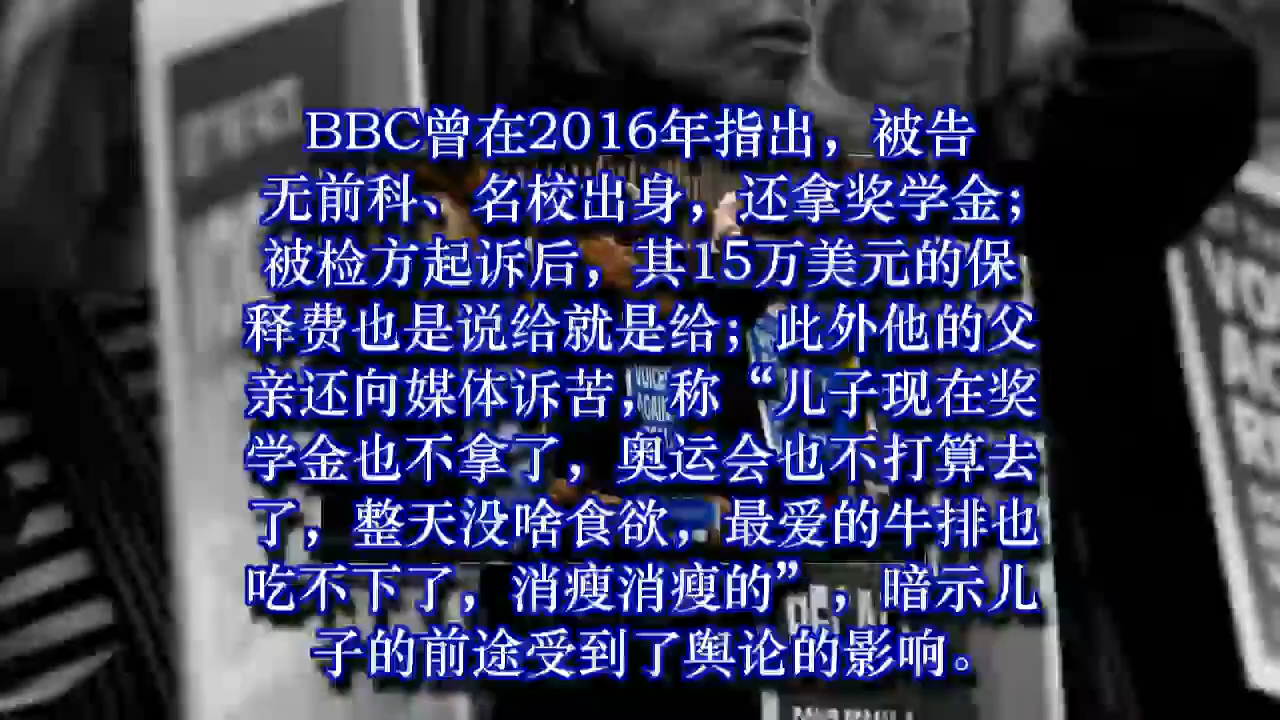 BBC曾在2016年指出，被告
无前科、名校出身，还拿奖学金；
被检方起诉后，其15万美元的保
释费也是说给就是给；此外他的父
亲还向媒体诉苦，称“儿子现在奖
学金也不拿了，奥运会也不打算去
了，整天没啥食欲，最爱的牛排也
吃不下了，消瘦消瘦的”，暗示儿
子的前途受到了舆论的影响。